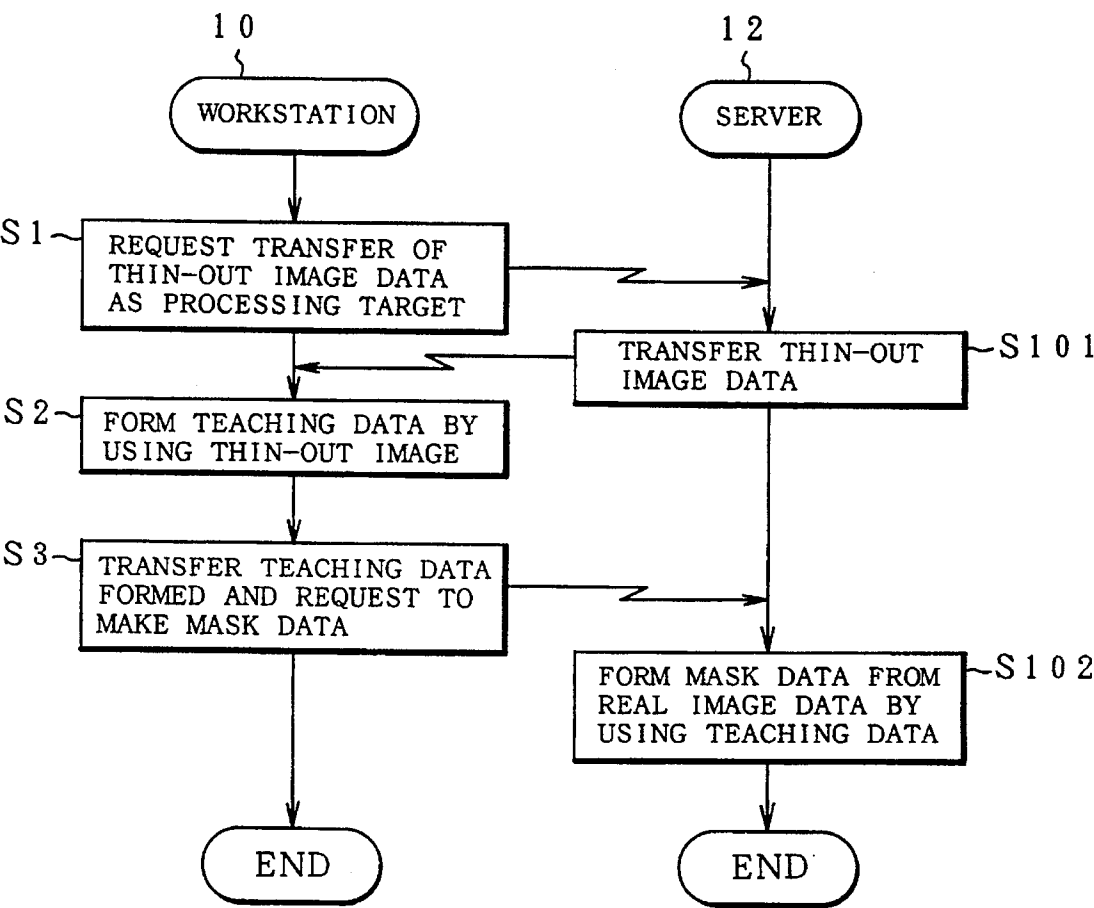 10
12
WORKSTATION
SERVER
S1
REQUEST TRANSFER OF
THIN-OUT IMAGE DATA
AS PROCESSING TARGET
TRANSFER THIN-OUT
IMAGE DATA
S101
S2
FORM TEACHING DATA BY
USING THIN-OUT IMAGE
S3
TRANSFER TEACHING DATA
FORMED AND REQUEST TO
MAKE MASK DATA
FORM MASK DATA FROM
REAL IMAGE DATA BY
USING TEACHING DATA
S102
END
END